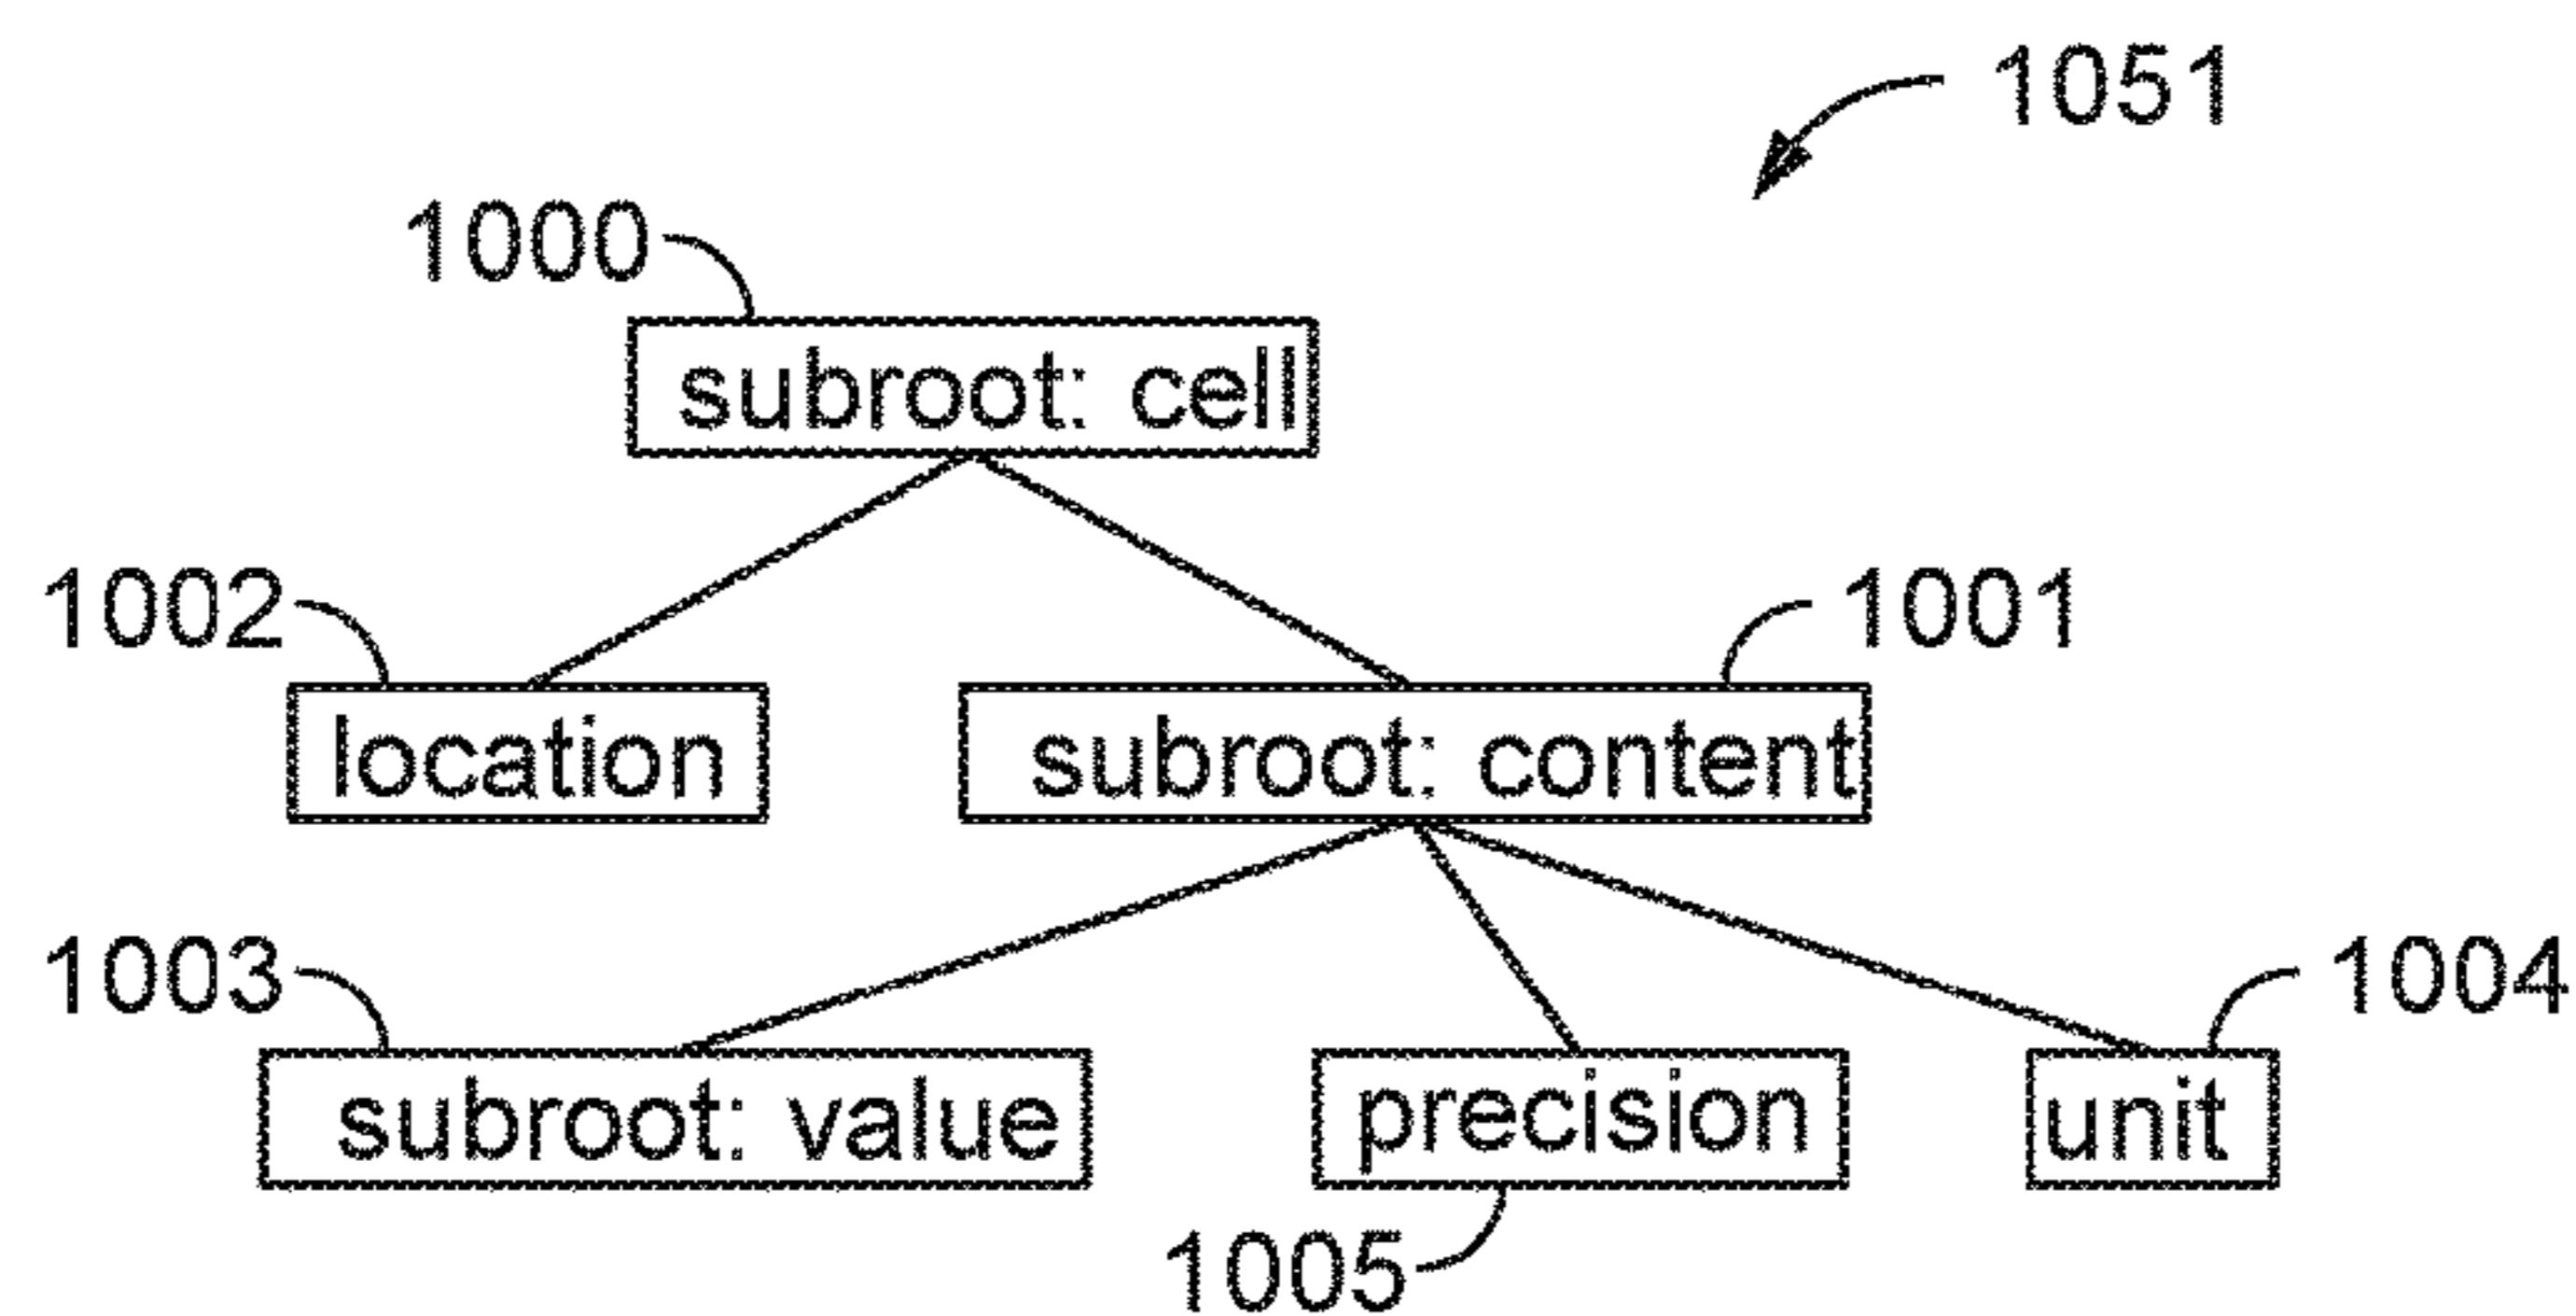 1051
1000
subroot: cell
1002
1001
location
subroot: content
1003
1004
subroot: value
precision
unit
1005